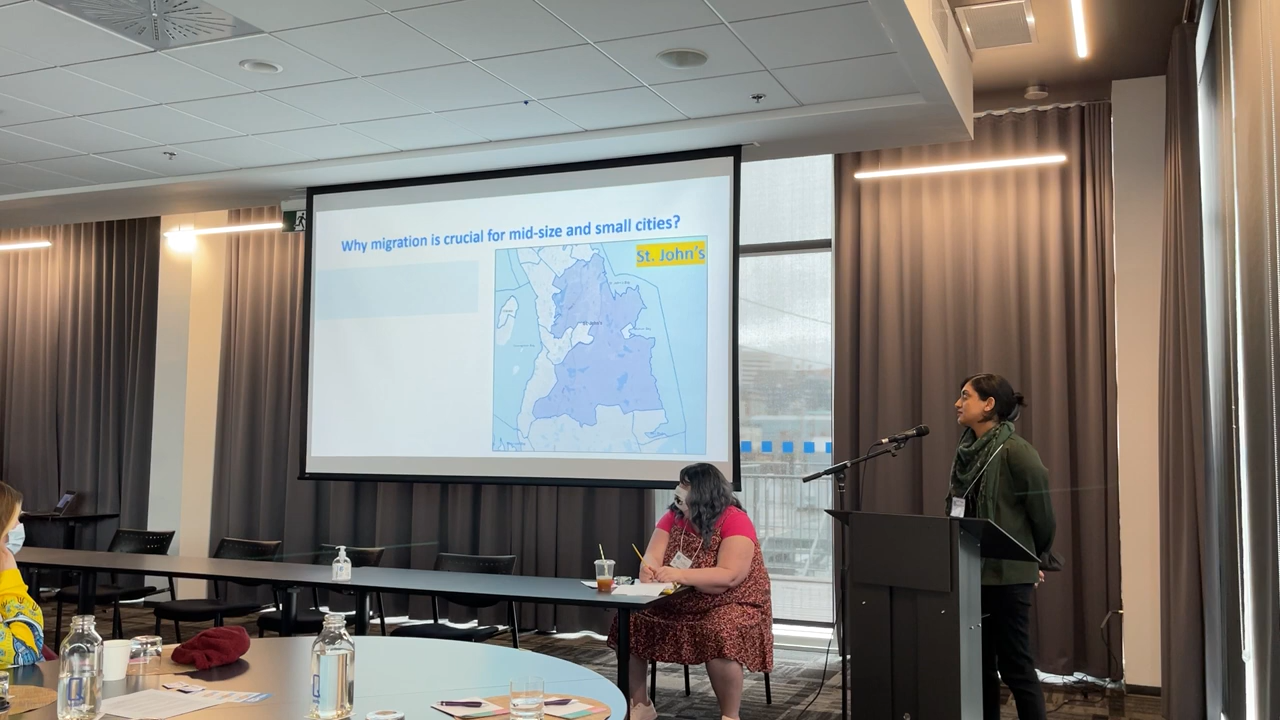 Why migration is crucial for mid-size and small cities?
St. John's